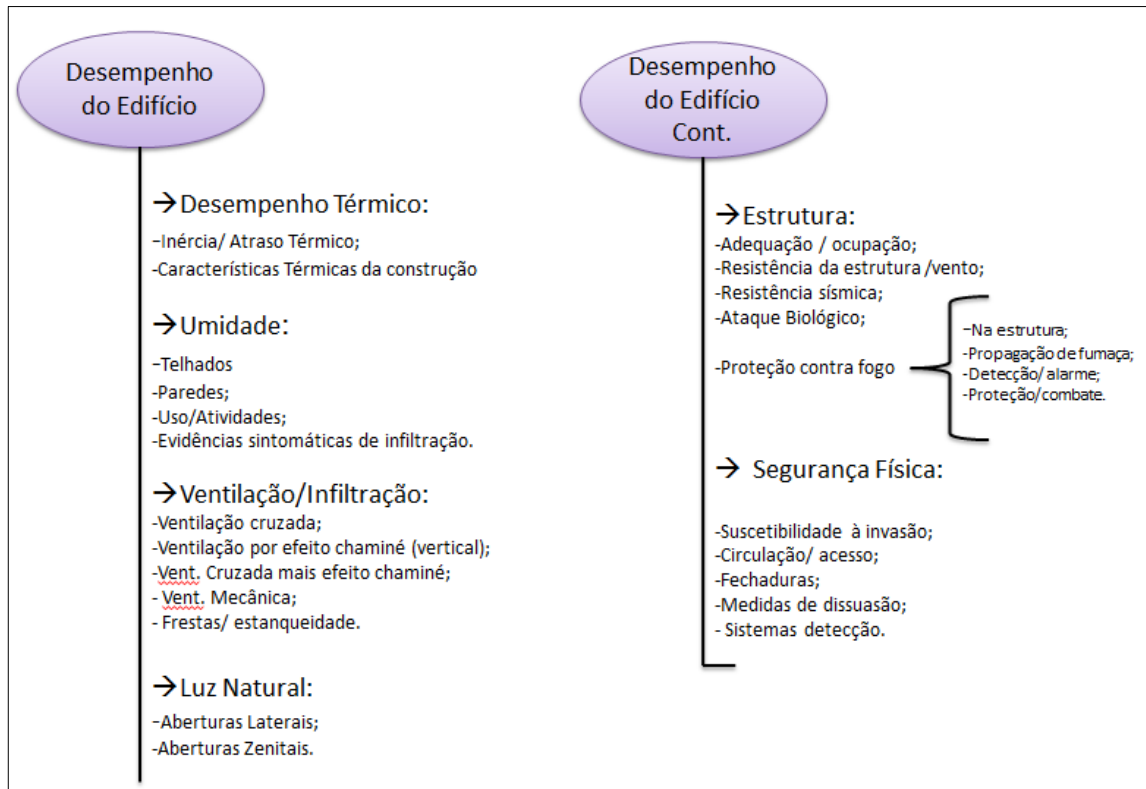 Desempenho
do Edifício
→Desempenho Térmico:
-Inércia/ Atraso Térmico;
-Características Térmicas da construção
→Umidade:
-Telhados
-Paredes;
-Uso/Atividades;
-Evidências sintomáticas de infiltração.
→Ventilação/Infiltração:
-Ventilação cruzada;
-Ventilação por efeito chaminé (vertical);
-Vent. Cruzada mais efeito chaminé;
- Vent. Mecânica;
- Frestas/ estanqueidade.
→Luz Natural:
-Aberturas Laterais;
-Aberturas Zenitais.
Desempenho
do Edifício
Cont.
→Estrutura:
-Adequação / ocupação;
-Resistência da estrutura /vento;
-Resistência sísmica;
-Ataque Biológico;
-Proteção contra fogo
-Na estrutura;
-Propagação de fumaça;
-Detecção/ alarme;
-Proteção/combate.
→ Segurança Física:
-Suscetibilidade à invasão;
-Circulação/ acesso;
-Fechaduras;
-Medidas de dissuasão;
- Sistemas detecção.